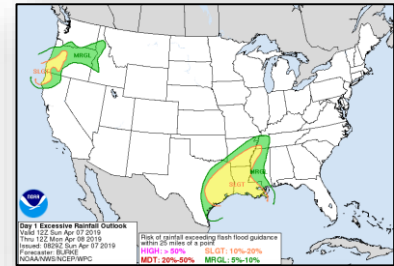 MRGL
SLGT
MRGL
SLGT
NOAA
Day 1 Excessive Rainfall Outlook
Valid 12Z Sun Apr 07 2019
Thru 12Z Mon Apr 08 2019
Issued: 0829Z Sun Apr 07 2019
Forecaster: BURKE
NOAA/NWS/NCEP/WPC
Risk of rainfall exceeding flash flood guidance
within 25 miles of a point
HIGH: > 50% SLGT: 10%-20%
MDT: 20%-50% MRGL: 5%-10%